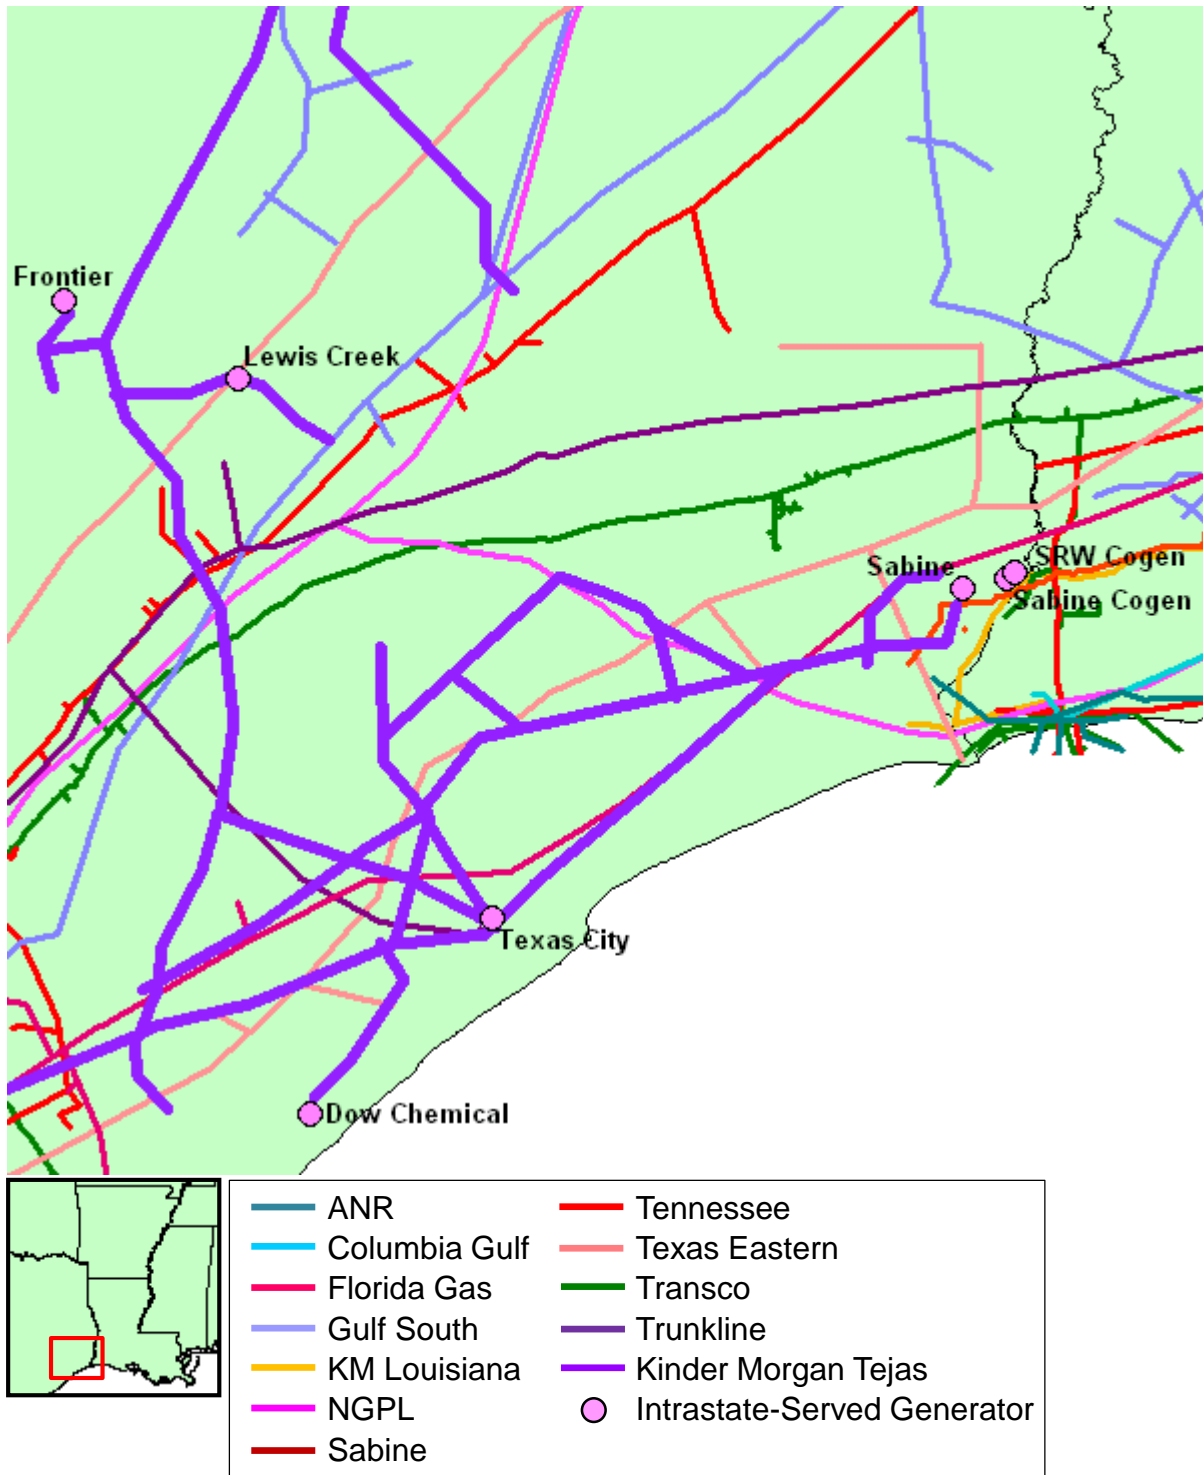 Frontier
Lewis Creek
Sabine
SRW Cogen
Sabine Cogen
Texas City
Dow Chemical
ANR
Columbia Gulf
Florida Gas
Gulf South
KM Louisiana
NGPL
Sabine
Tennessee
Texas Eastern
Transco
Trunkline
Kinder Morgan Tejas
Intrastate-Served Generator